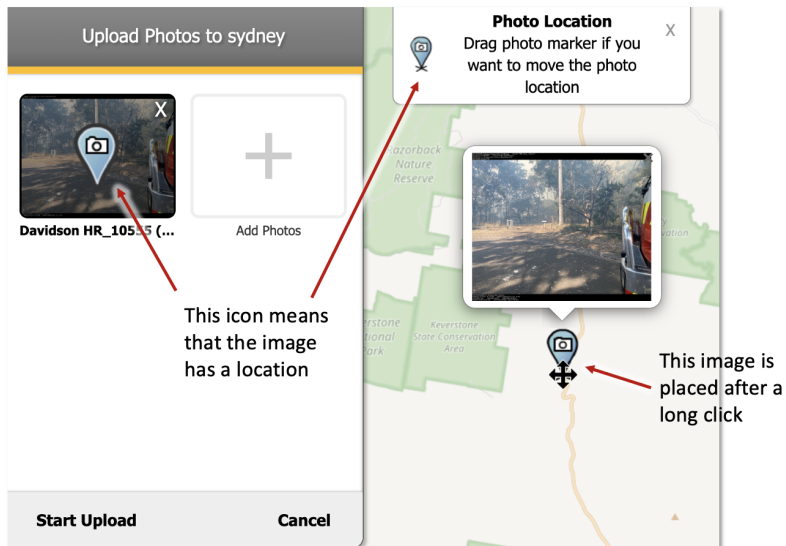 Upload Photos to sydney
X
Davidson HR_10555 (...
Add Photos
This icon means
that the image
has a location
Start Upload
Cancel
Photo Location
X
Drag photo marker if you
want to move the photo
location
Nature
Reserve
Keverstone
State Conservation
Area
Park
This image is
placed after a
long click